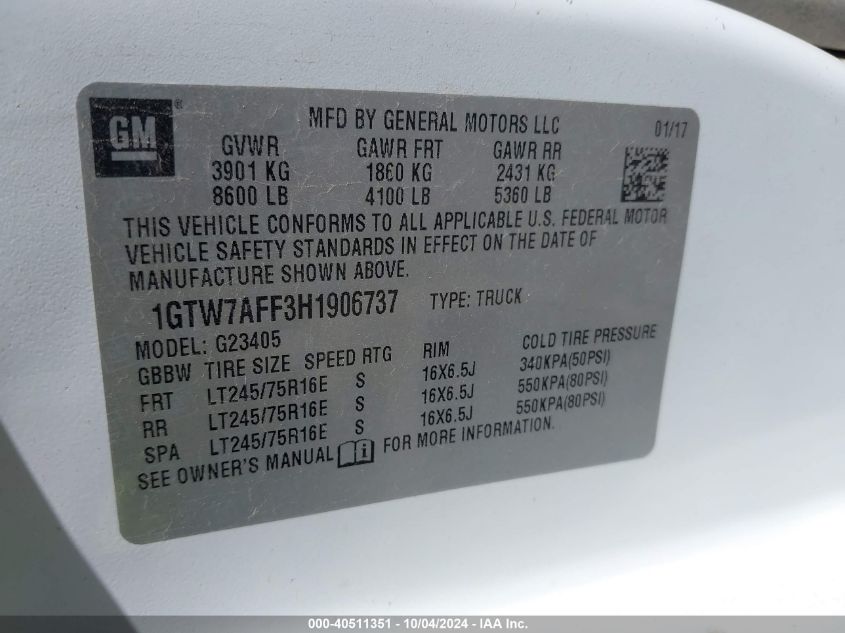 GM ®
MFD BY GENERAL MOTORS LLC 01/17
GVWR GAWR FRT GAWR RR
3901 KG 1860 KG 2431 KG
8600 LB 4100 LB 5360 LB
THIS VEHICLE CONFORMS TO ALL APPLICABLE U.S. FEDERAL MOTOR
VEHICLE SAFETY STANDARDS IN EFFECT ON THE DATE OF
MANUFACTURE SHOWN ABOVE.
1GTW7AFF3H1906737 TYPE: TRUCK
MODEL: G23405
GBBW TIRE SIZE SPEED RTG RIM COLD TIRE PRESSURE
FRT LT245/75R16E S 16X6.5J 340KPA(50PSI)
RR LT245/75R16E S 16X6.5J 550KPA(80PSI)
SPA LT245/75R16E S 16X6.5J 550KPA(80PSI)
SEE OWNER'S MANUAL i FOR MORE INFORMATION.
000-40511351 - 10/04/2024 - IAA Inc.